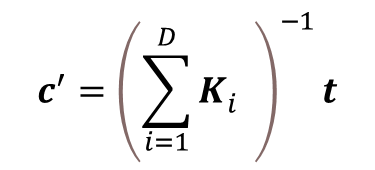 c′ = (∑_{i=1}^{D} K_i)^{−1} t